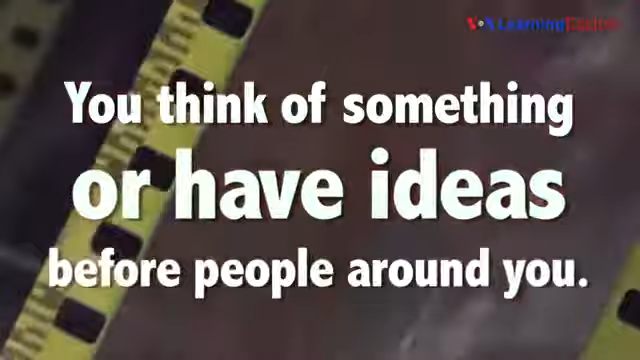 You think of something
or have ideas
before people around you.